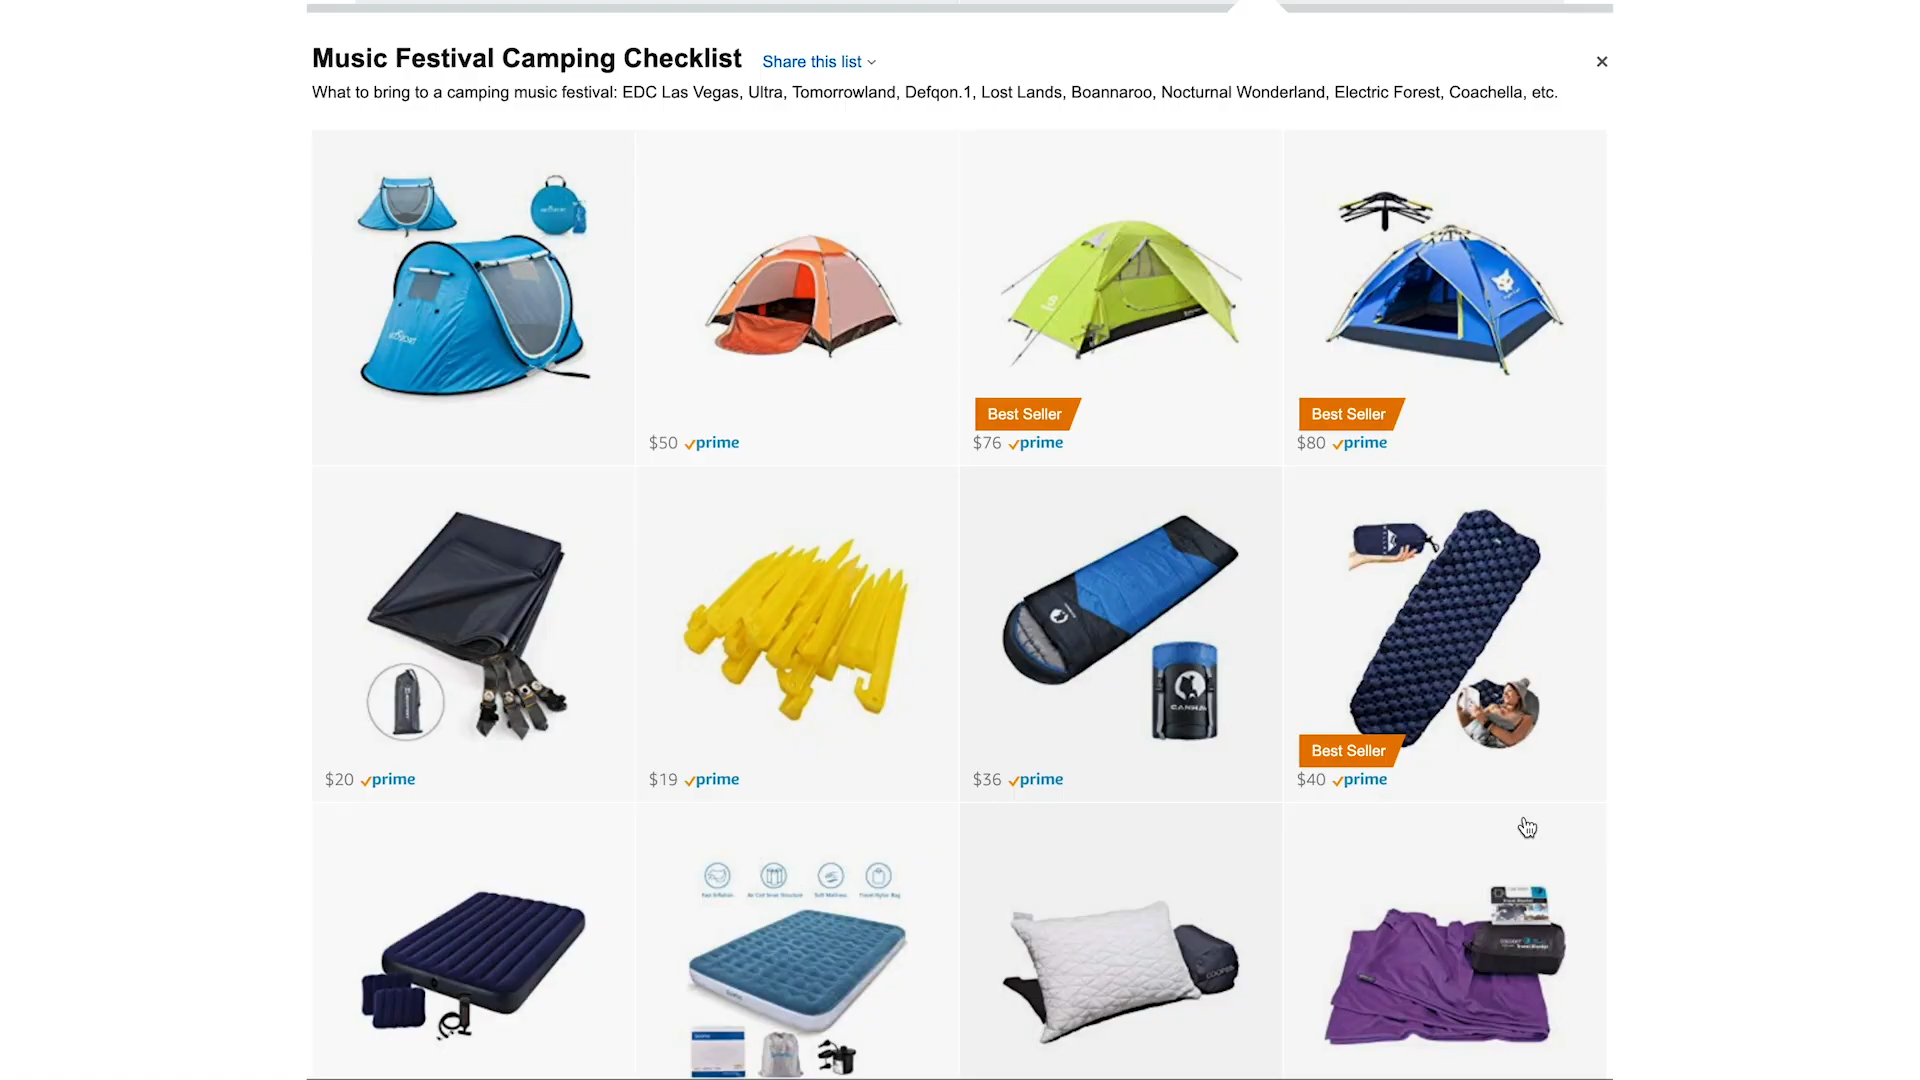 Music Festival Camping Checklist
Share this list
What to bring to a camping music festival: EDC Las Vegas, Ultra, Tomorrowland, Defqon.1, Lost Lands, Boannaroo, Nocturnal Wonderland, Electric Forest, Coachella, etc.
$50 prime
Best Seller
$76 prime
Best Seller
$80 prime
$20 prime
$19 prime
$36 prime
Best Seller
$40 prime
Travel Blanket